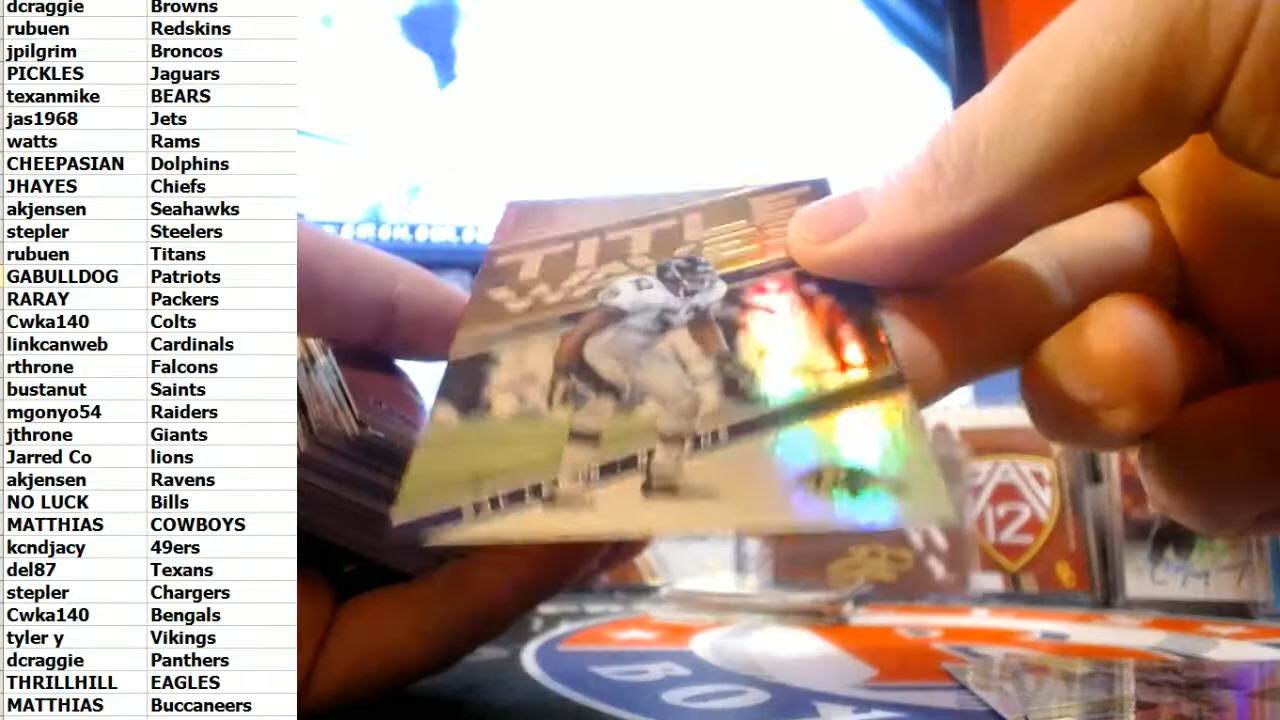 dcraggie Browns
rubuen Redskins
jpilgrim Broncos
PICKLES Jaguars
texanmike BEARS
jas1968 Jets
watts Rams
CHEEPASIAN Dolphins
JHAYES Chiefs
akjensen Seahawks
stepler Steelers
rubuen Titans
GABULLDOG Patriots
RARAY Packers
Cwka140 Colts
linkcanweb Cardinals
rthrone Falcons
bustanut Saints
mgonyo54 Raiders
jthrone Giants
Jarred Co lions
akjensen Ravens
NO LUCK Bills
MATTHIAS COWBOYS
kcndjacy 49ers
del87 Texans
stepler Chargers
Cwka140 Bengals
tyler y Vikings
dcraggie Panthers
THRILLHILL EAGLES
MATTHIAS Buccaneers
TITLE
WAVES
PAC
12
BO